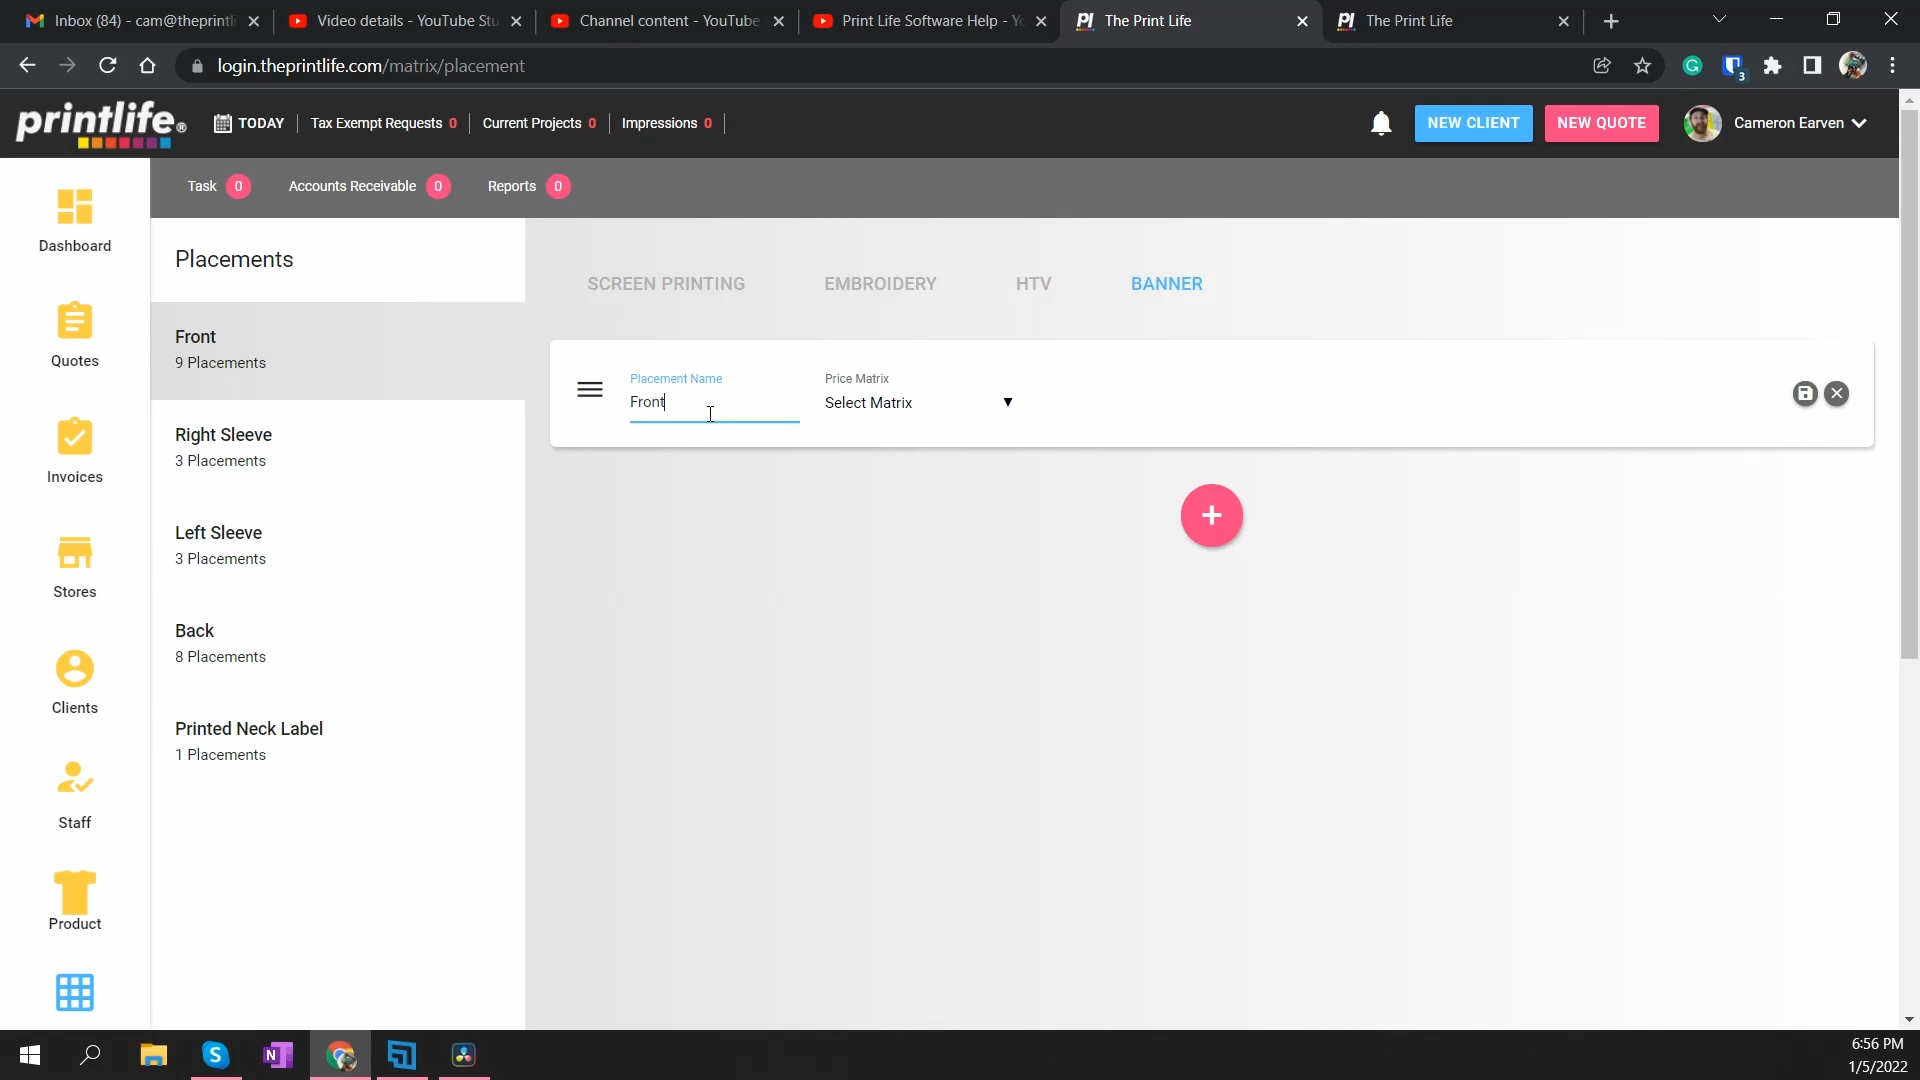 Inbox (84) - cam@theprintli
Video details - YouTube Stu
Channel content - YouTube
Print Life Software Help - Yo
The Print Life
The Print Life
login.theprintlife.com/matrix/placement
3
printlife®
TODAY
Tax Exempt Requests 0
Current Projects 0
Impressions 0
NEW CLIENT
NEW QUOTE
Cameron Earven
Task 0
Accounts Receivable 0
Reports 0
Dashboard
Quotes
Invoices
Stores
Clients
Staff
Product
Placements
Front
9 Placements
Right Sleeve
3 Placements
Left Sleeve
3 Placements
Back
8 Placements
Printed Neck Label
1 Placements
SCREEN PRINTING
EMBROIDERY
HTV
BANNER
Placement Name
Front
Price Matrix
Select Matrix
6:56 PM
1/5/2022